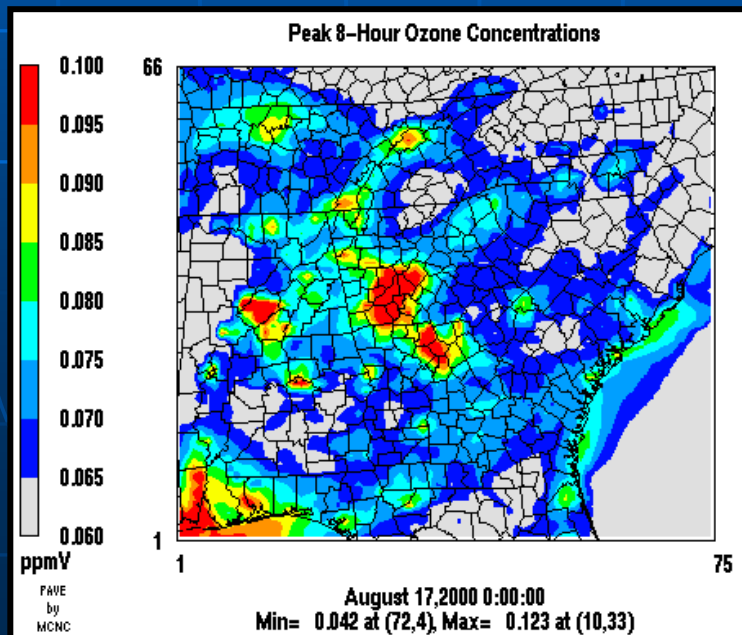 Peak 8-Hour Ozone Concentrations
0.100
0.095
0.090
0.085
0.080
0.075
0.070
0.065
0.060
ppmV
PAVE
by
MCNC
66
1
1 75
August 17,2000 0:00:00
Min= 0.042 at (72,4), Max= 0.123 at (10,33)